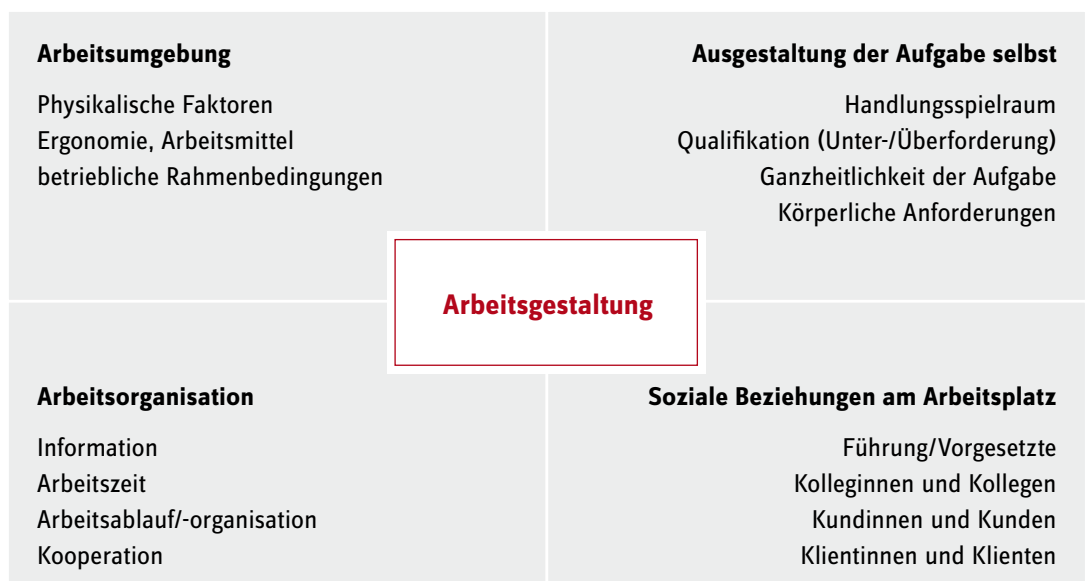 Arbeitsumgebung
Physikalische Faktoren
Ergonomie, Arbeitsmittel
betriebliche Rahmenbedingungen
Ausgestaltung der Aufgabe selbst
Handlungsspielraum
Qualifikation (Unter-/Überforderung)
Ganzheitlichkeit der Aufgabe
Körperliche Anforderungen
Arbeitsgestaltung
Arbeitsorganisation
Information
Arbeitszeit
Arbeitsablauf/-organisation
Kooperation
Soziale Beziehungen am Arbeitsplatz
Führung/Vorgesetzte
Kolleginnen und Kollegen
Kundinnen und Kunden
Klientinnen und Klienten